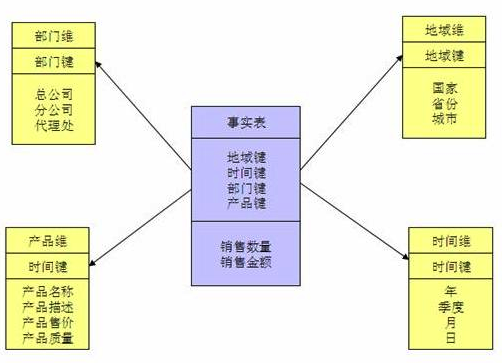 部门维
部门键
总公司
分公司
代理处
地域维
地域键
国家
省份
城市
事实表
地域键
时间键
部门键
产品键
销售数量
销售金额
产品维
时间键
产品名称
产品描述
产品售价
产品质量
时间维
时间键
年
季度
月
日